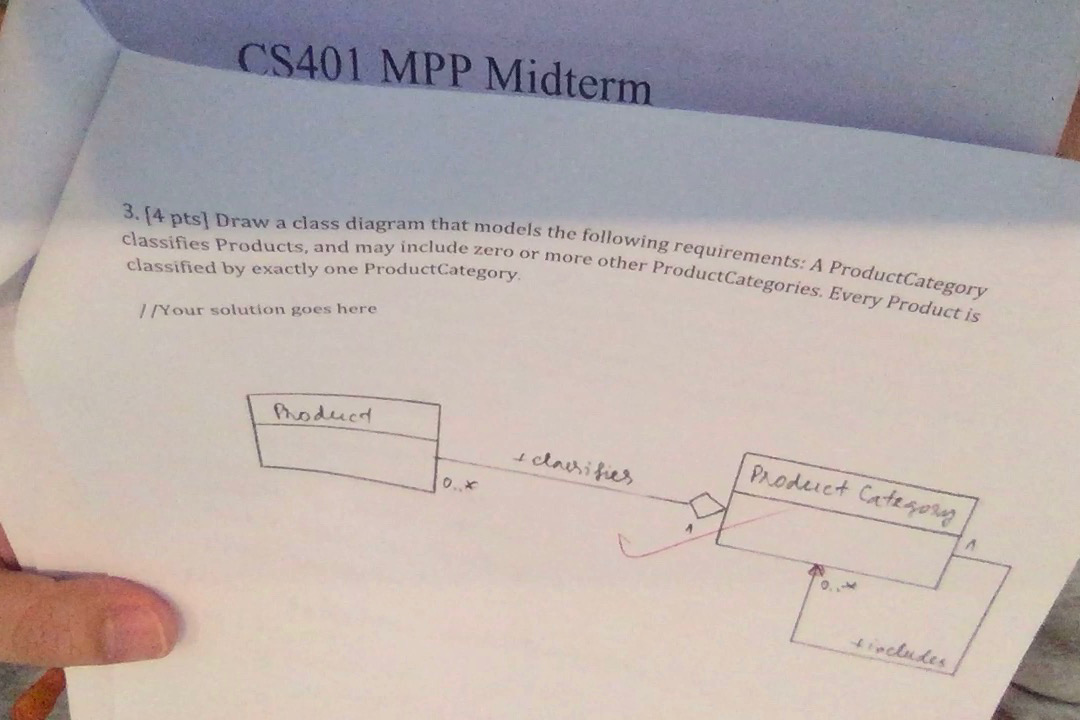 CS401 MPP Midterm
3. [4 pts] Draw a class diagram that models the following requirements: A ProductCategory
classifies Products, and may include zero or more other ProductCategories. Every Product is
classified by exactly one ProductCategory.
//Your solution goes here
Product
+ classifies
0..*
1
Product Category
1
0..*
+ includes